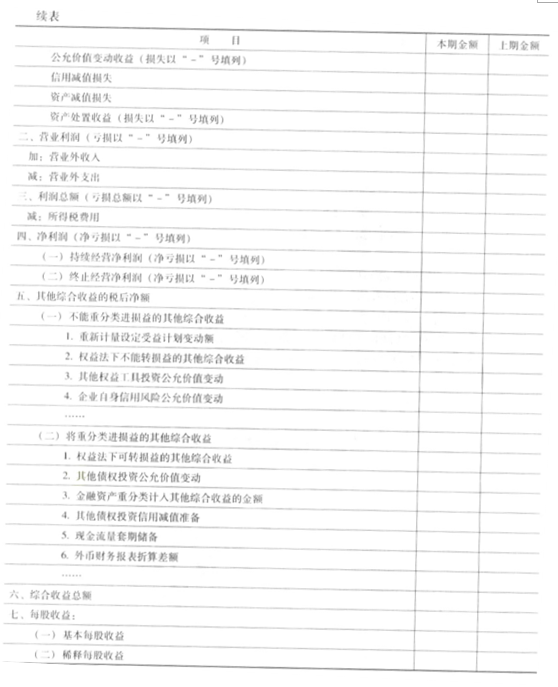 续表
项 目 本期金额 上期金额
公允价值变动收益（损失以“－”号填列）
信用减值损失
资产减值损失
资产处置收益（损失以“－”号填列）
二、营业利润（亏损以“－”号填列）
加：营业外收入
减：营业外支出
三、利润总额（亏损总额以“－”号填列）
减：所得税费用
四、净利润（净亏损以“－”号填列）
（一）持续经营净利润（净亏损以“－”号填列）
（二）终止经营净利润（净亏损以“－”号填列）
五、其他综合收益的税后净额
（一）不能重分类进损益的其他综合收益
1. 重新计量设定受益计划变动额
2. 权益法下不能转损益的其他综合收益
3. 其他权益工具投资公允价值变动
4. 企业自身信用风险公允价值变动
……
（二）将重分类进损益的其他综合收益
1. 权益法下可转损益的其他综合收益
2. 其他债权投资公允价值变动
3. 金融资产重分类计入其他综合收益的金额
4. 其他债权投资信用减值准备
5. 现金流量套期储备
6. 外币财务报表折算差额
……
六、综合收益总额
七、每股收益：
（一）基本每股收益
（二）稀释每股收益